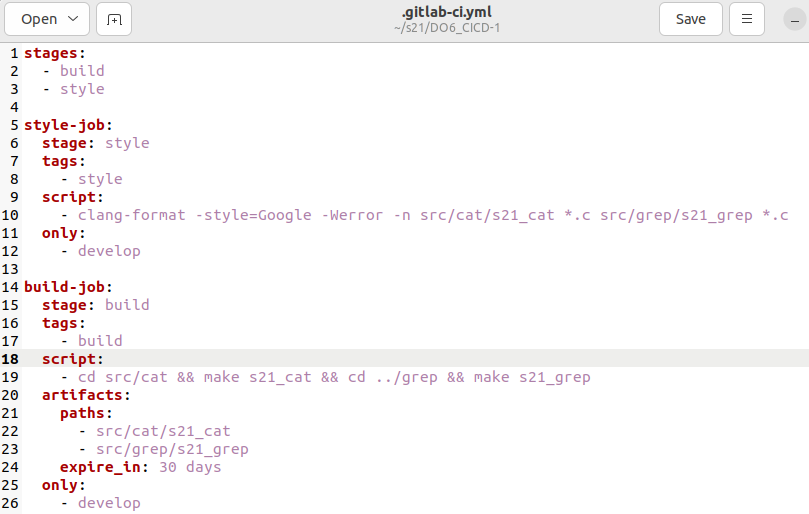 Open
.gitlab-ci.yml
~/s21/DO6_CICD-1
Save
1 stages:
2   - build
3   - style
4
5 style-job:
6   stage: style
7   tags:
8     - style
9   script:
10     - clang-format -style=Google -Werror -n src/cat/s21_cat *.c src/grep/s21_grep *.c
11   only:
12     - develop
13
14 build-job:
15   stage: build
16   tags:
17     - build
18   script:
19     - cd src/cat && make s21_cat && cd ../grep && make s21_grep
20   artifacts:
21     paths:
22       - src/cat/s21_cat
23       - src/grep/s21_grep
24     expire_in: 30 days
25   only:
26     - develop